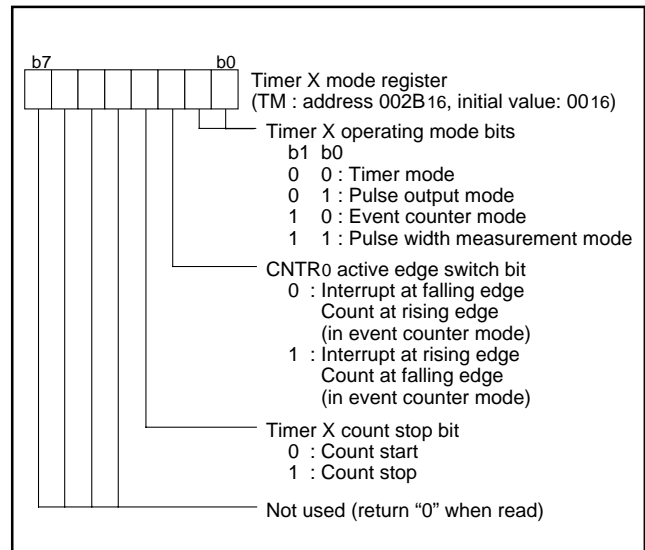 b7 b0
Timer X mode register
(TM : address 002B16, initial value: 0016)
Timer X operating mode bits
b1 b0
0 0 : Timer mode
0 1 : Pulse output mode
1 0 : Event counter mode
1 1 : Pulse width measurement mode
CNTR0 active edge switch bit
0 : Interrupt at falling edge
Count at rising edge
(in event counter mode)
1 : Interrupt at rising edge
Count at falling edge
(in event counter mode)
Timer X count stop bit
0 : Count start
1 : Count stop
Not used (return “0” when read)